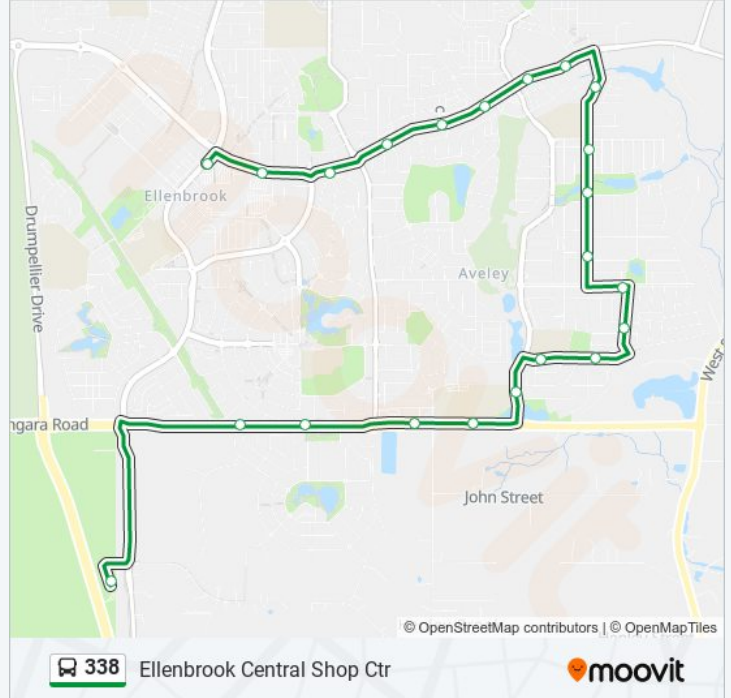 Ellenbrook
Drumpellier Drive
Aveley
West S
ngara Road
John Street
© OpenStreetMap contributors | © OpenMapTiles
338 Ellenbrook Central Shop Ctr
moovit